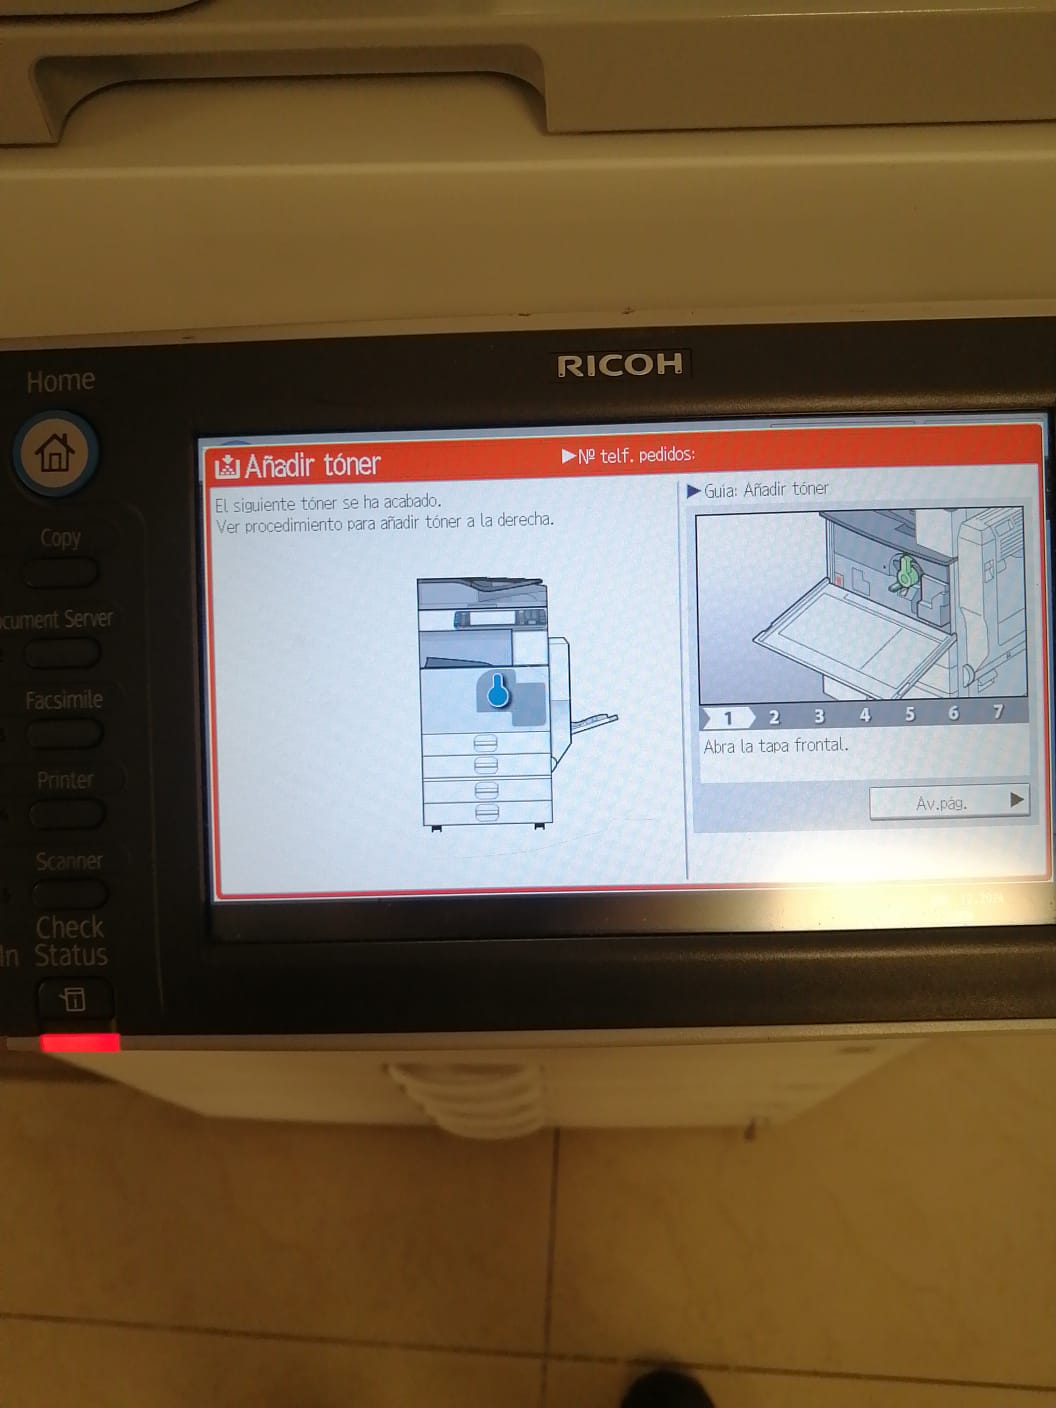 RICOH
Home
Añadir tóner
▶Nº telf. pedidos:
El siguiente tóner se ha acabado.
Ver procedimiento para añadir tóner a la derecha.
▶Guia: Añadir tóner
1 2 3 4 5 6 7
Abra la tapa frontal.
Av.pág. ▶
Copy
cument Server
Facsimile
Printer
Scanner
Check
In Status